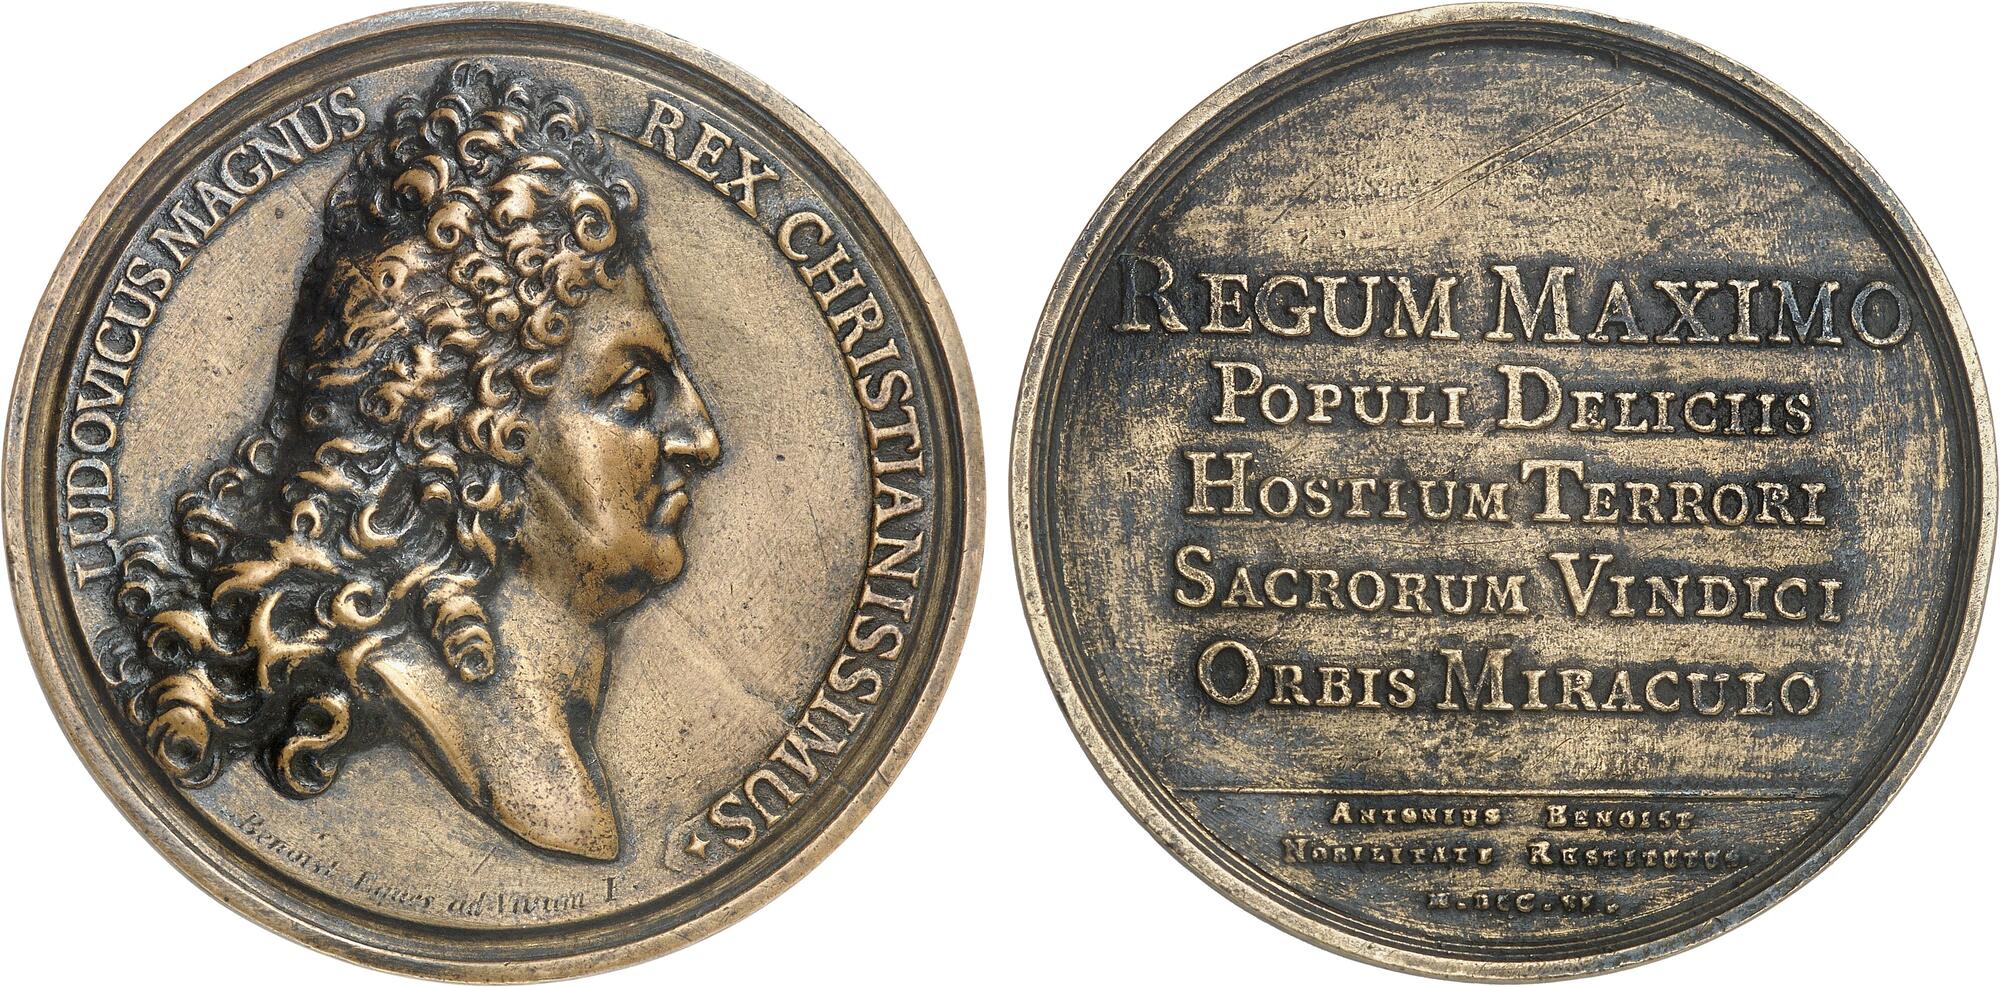 LUDOVICUS MAGNUS REX CHRISTIANISSIMUS
Benoist Eques ad Vivum F.
REGUM MAXIMO
POPULI DELICIIS
HOSTIUM TERRORI
SACRORUM VINDICI
ORBIS MIRACULO
ANTONIUS BENOIST
NOBILITATI RESTITUTUS.
M.DCC.VI.